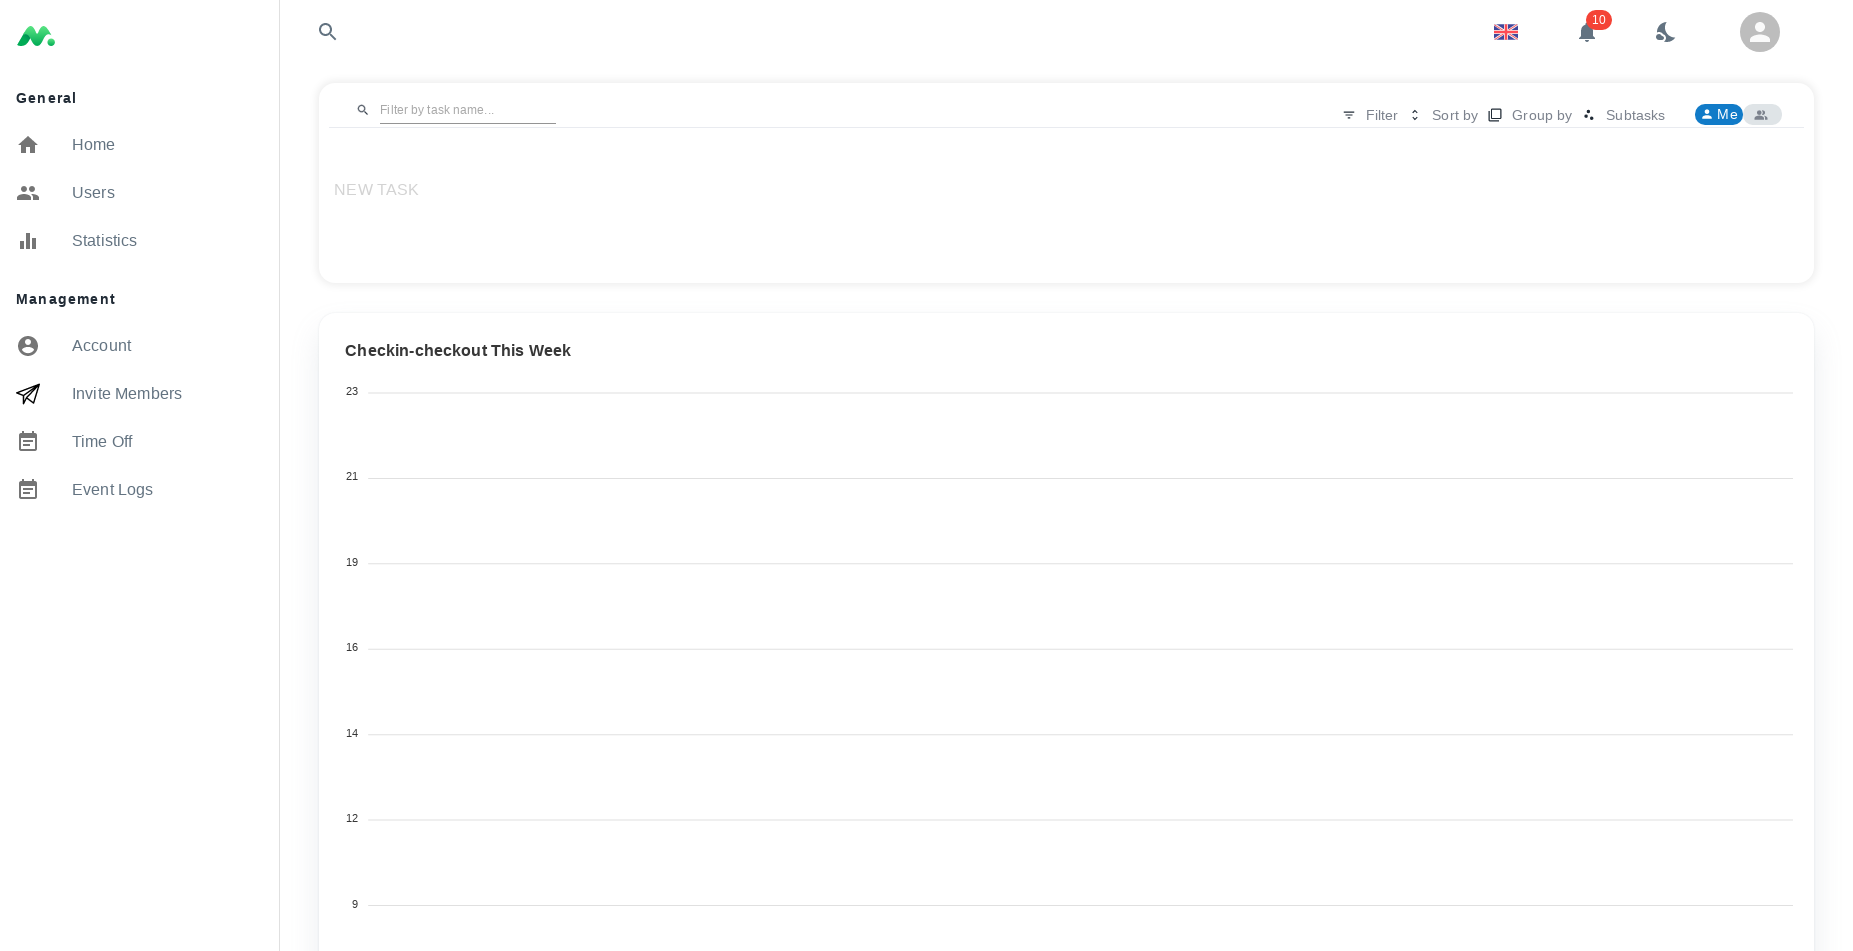 10
General
Home
Users
Statistics
Management
Account
Invite Members
Time Off
Event Logs
Filter by task name...
Filter
Sort by
Group by
Subtasks
Me
NEW TASK
Checkin-checkout This Week
23
21
19
16
14
12
9